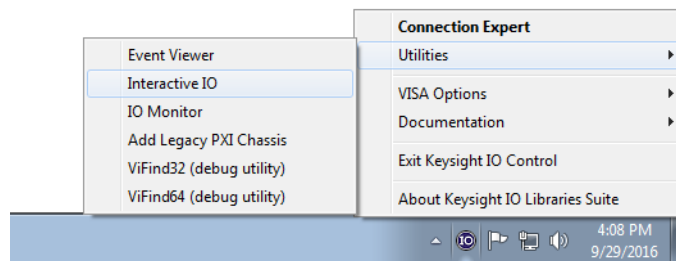 Connection Expert
Utilities
VISA Options
Documentation
Exit Keysight IO Control
About Keysight IO Libraries Suite
Event Viewer
Interactive IO
IO Monitor
Add Legacy PXI Chassis
ViFind32 (debug utility)
ViFind64 (debug utility)
IO
4:08 PM
9/29/2016